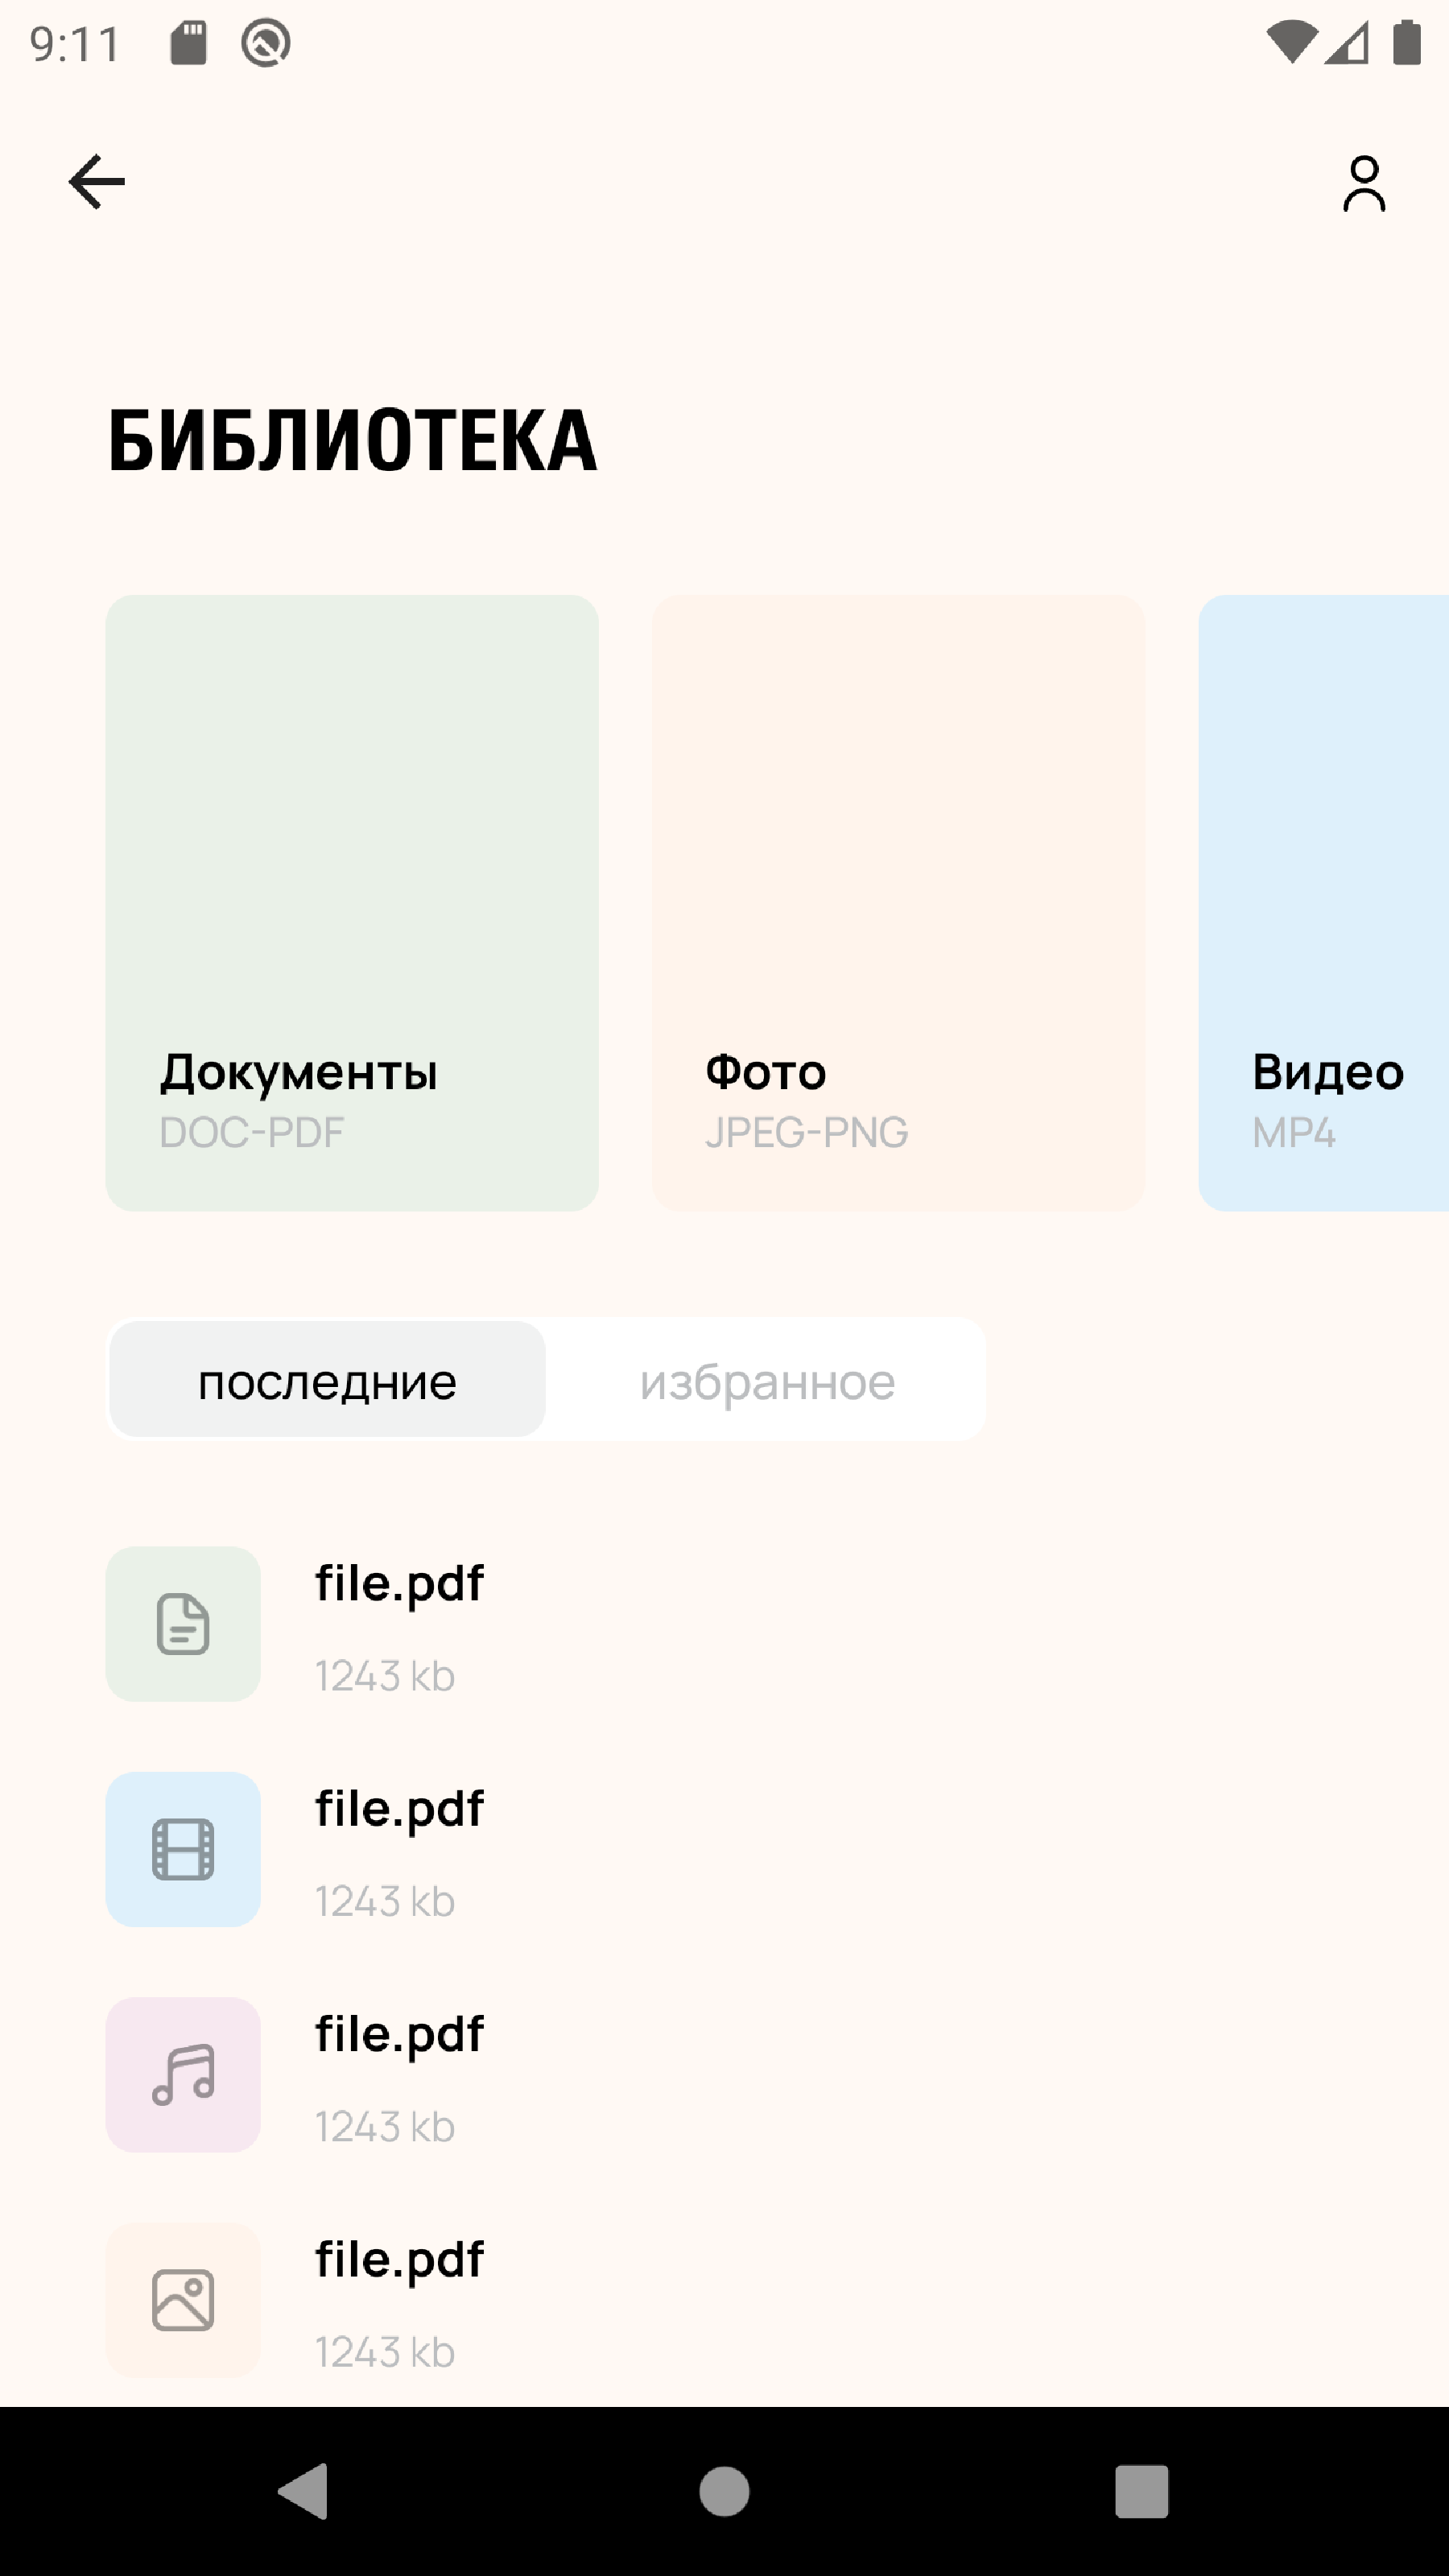 9:11
БИБЛИОТЕКА
Документы
DOC-PDF
Фото
JPEG-PNG
Видео
MP4
последние
избранное
file.pdf
1243 kb
file.pdf
1243 kb
file.pdf
1243 kb
file.pdf
1243 kb